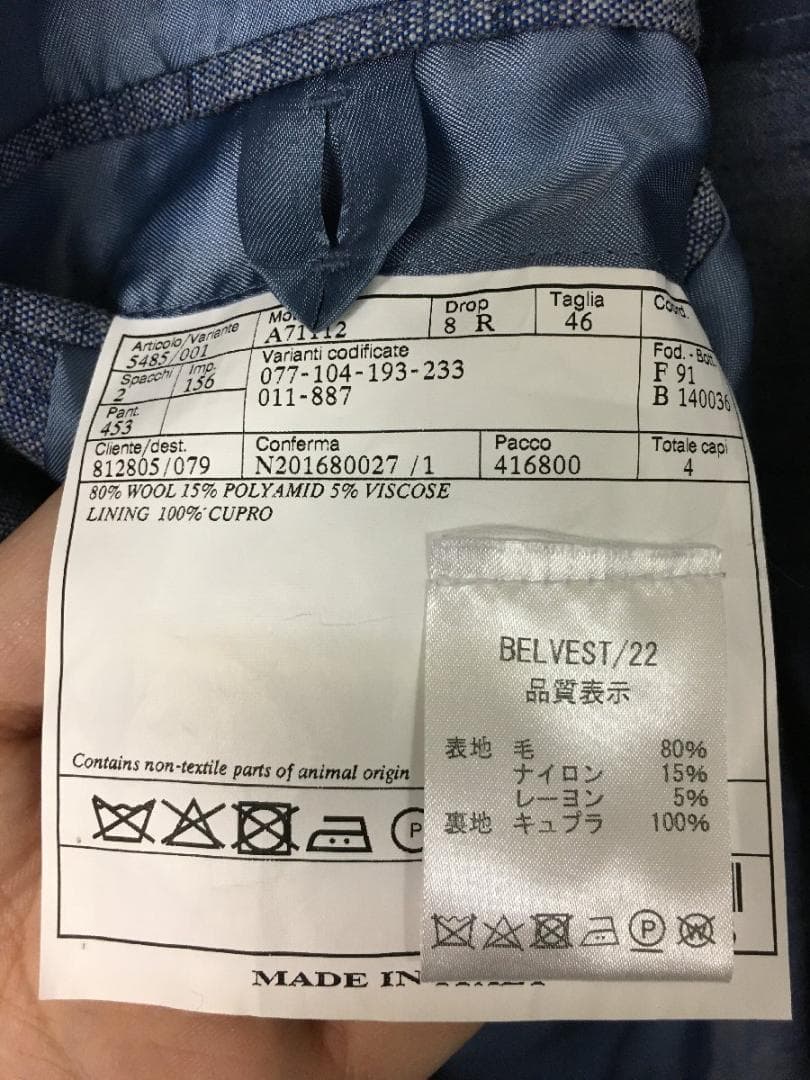 Articolo/Variante
5485/001
A71112
Drop
8 R
Taglia
46
Spacchi
2
Imp.
156
Varianti codificate
077-104-193-233
011-887
Fod. -
F 91
B 140036
Pant.
453
Cliente/dest.
812805/079
Conferma
N201680027 /1
Pacco
416800
Totale capi
4
80% WOOL 15% POLYAMID 5% VISCOSE
LINING 100% CUPRO
BELVEST/22
品質表示
表地 毛 80%
ナイロン 15%
レーヨン 5%
裏地 キュプラ 100%
Contains non-textile parts of animal origin
P
P
W
MADE IN